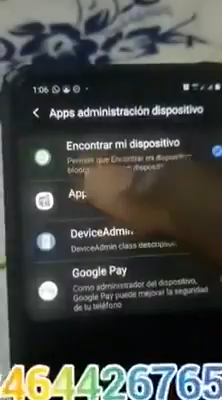 1:06
Apps administración dispositivo
Encontrar mi dispositivo
Permite que Encontrar mi
App
DeviceAdmin
DeviceAdmin class
Google Pay
Como administrador del dispositivo,
Google Pay puede mejorar la seguridad
de tu teléfono
464426765